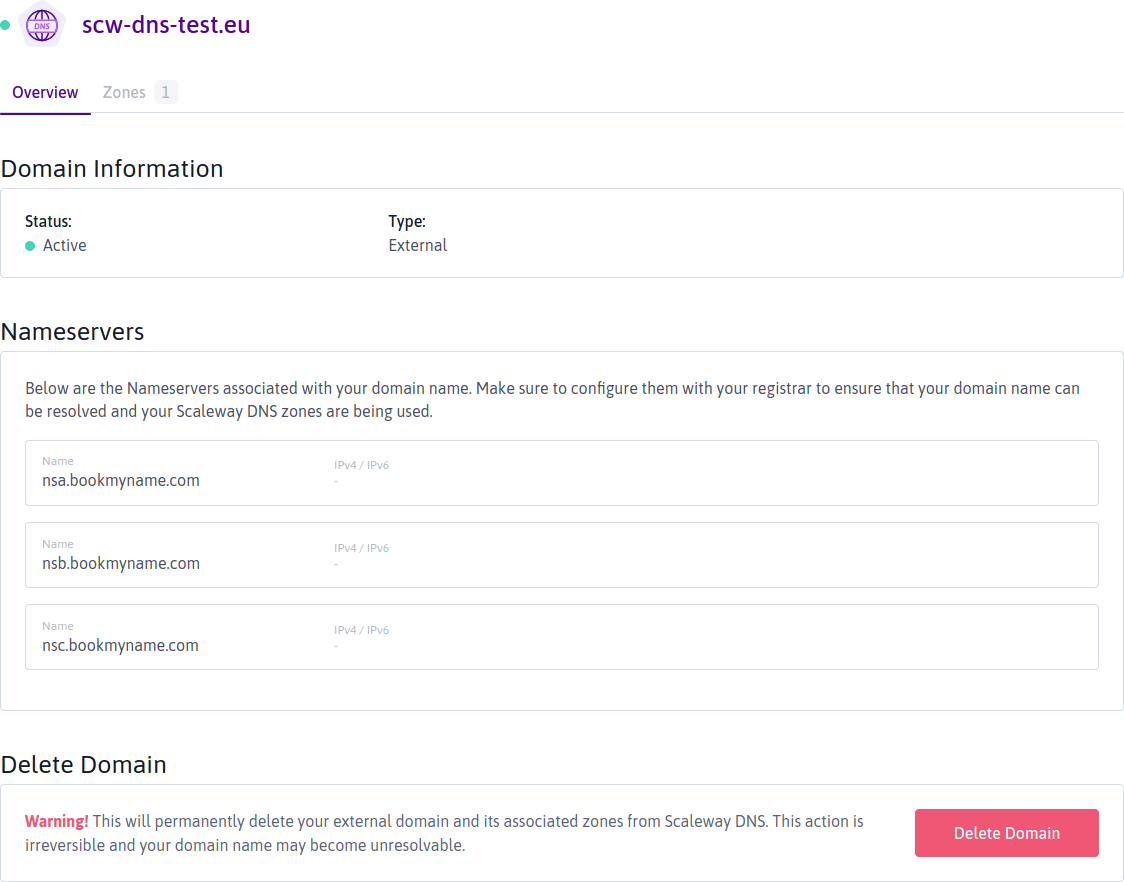 DNS
scw-dns-test.eu
Overview
Zones 1
Domain Information
Status:
Active
Type:
External
Nameservers
Below are the Nameservers associated with your domain name. Make sure to configure them with your registrar to ensure that your domain name can
be resolved and your Scaleway DNS zones are being used.
Name
nsa.bookmyname.com
IPv4 / IPv6
-
Name
nsb.bookmyname.com
IPv4 / IPv6
-
Name
nsc.bookmyname.com
IPv4 / IPv6
-
Delete Domain
Warning! This will permanently delete your external domain and its associated zones from Scaleway DNS. This action is
irreversible and your domain name may become unresolvable.
Delete Domain